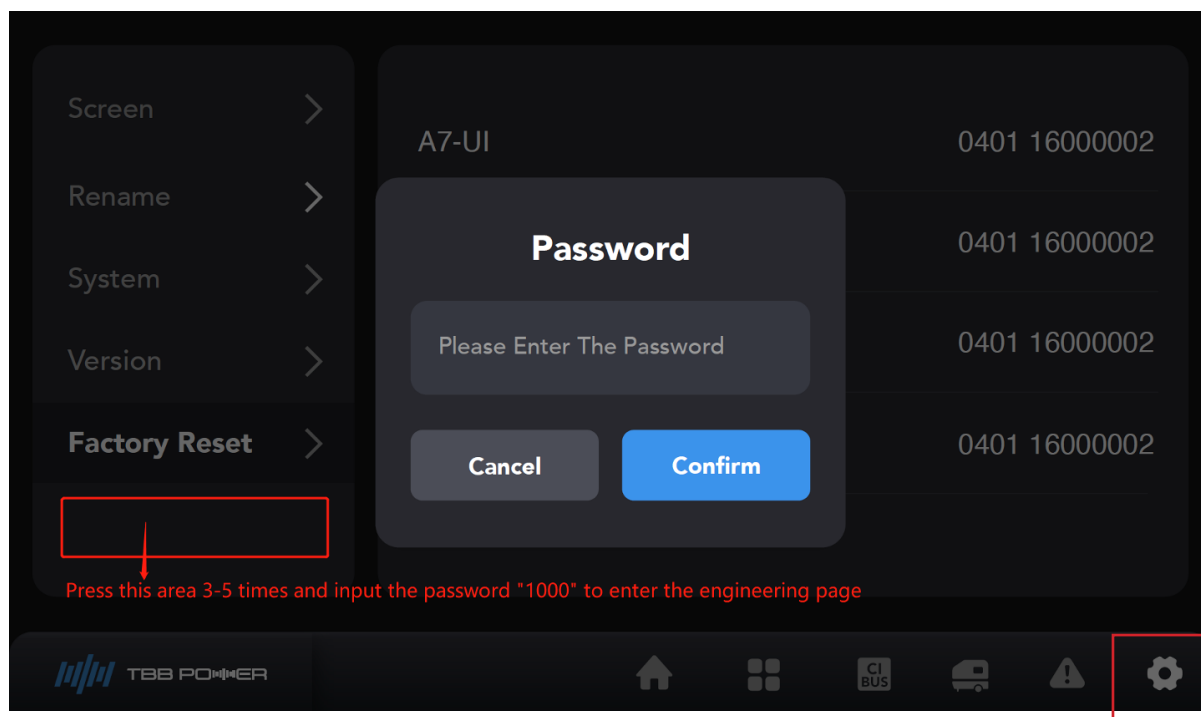 Screen
A7-UI 0401 16000002
Rename
Password
0401 16000002
System
Please Enter The Password
0401 16000002
Version
Factory Reset
0401 16000002
Cancel Confirm
Press this area 3-5 times and input the password "1000" to enter the engineering page
TBB POWER
CI
BUS